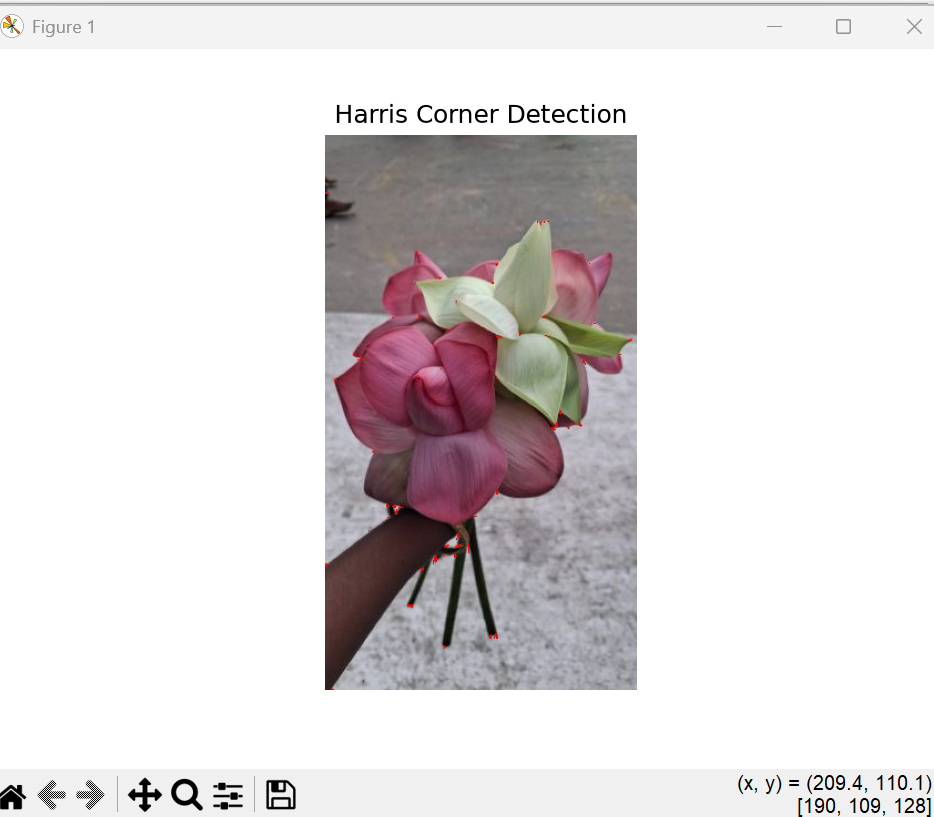 Figure 1
Harris Corner Detection
(x, y) = (209.4, 110.1)
[190, 109, 128]